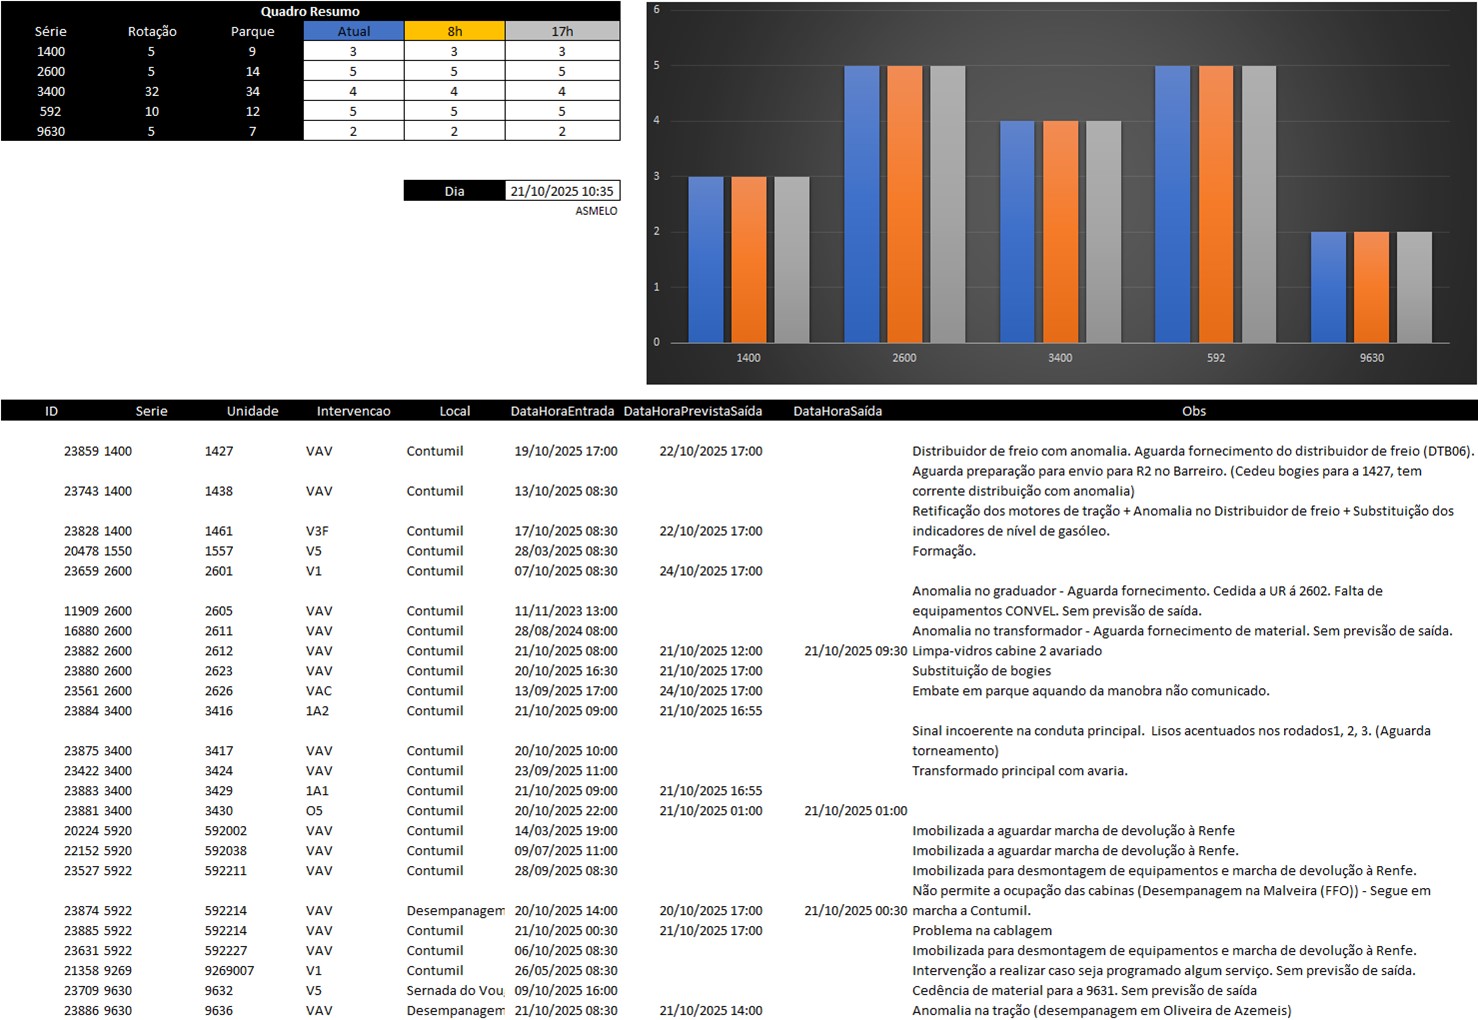 Quadro Resumo
Série Rotação Parque Atual 8h 17h
1400 5 9 3 3 3
2600 5 14 5 5 5
3400 32 34 4 4 4
592 10 12 5 5 5
9630 5 7 2 2 2
Dia 21/10/2025 10:35
ASMELO
6
5
4
3
2
1
0
1400 2600 3400 592 9630
ID Serie Unidade Intervencao Local DataHoraEntrada DataHoraPrevistaSaída DataHoraSaída Obs
23859 1400 1427 VAV Contumil 19/10/2025 17:00 22/10/2025 17:00 Distribuidor de freio com anomalia. Aguarda fornecimento do distribuidor de freio (DTB06).
Aguarda preparação para envio para R2 no Barreiro. (Cedeu bogies para a 1427, tem
23743 1400 1438 VAV Contumil 13/10/2025 08:30 corrente distribuição com anomalia)
Retificação dos motores de tração + Anomalia no Distribuidor de freio + Substituição dos
23828 1400 1461 V3F Contumil 17/10/2025 08:30 22/10/2025 17:00 indicadores de nível de gasóleo.
20478 1550 1557 V5 Contumil 28/03/2025 08:30 Formação.
23659 2600 2601 V1 Contumil 07/10/2025 08:30 24/10/2025 17:00
Anomalia no graduador - Aguarda fornecimento. Cedida a UR á 2602. Falta de
11909 2600 2605 VAV Contumil 11/11/2023 13:00 equipamentos CONVEL. Sem previsão de saída.
16880 2600 2611 VAV Contumil 28/08/2024 08:00 Anomalia no transformador - Aguarda fornecimento de material. Sem previsão de saída.
23882 2600 2612 VAV Contumil 21/10/2025 08:00 21/10/2025 12:00 21/10/2025 09:30 Limpa-vidros cabine 2 avariado
23880 2600 2623 VAV Contumil 20/10/2025 16:30 21/10/2025 17:00 Substituição de bogies
23561 2600 2626 VAC Contumil 13/09/2025 17:00 24/10/2025 17:00 Embate em parque aquando da manobra não comunicado.
23884 3400 3416 1A2 Contumil 21/10/2025 09:00 21/10/2025 16:55
Sinal incoerente na conduta principal.  Lisos acentuados nos rodados1, 2, 3. (Aguarda
23875 3400 3417 VAV Contumil 20/10/2025 10:00 torneamento)
23422 3400 3424 VAV Contumil 23/09/2025 11:00 Transformado principal com avaria.
23883 3400 3429 1A1 Contumil 21/10/2025 09:00 21/10/2025 16:55
23881 3400 3430 O5 Contumil 20/10/2025 22:00 21/10/2025 01:00 21/10/2025 01:00
20224 5920 592002 VAV Contumil 14/03/2025 19:00 Imobilizada a aguardar marcha de devolução à Renfe
22152 5920 592038 VAV Contumil 09/07/2025 11:00 Imobilizada a aguardar marcha de devolução à Renfe.
23527 5922 592211 VAV Contumil 28/09/2025 08:30 Imobilizada para desmontagem de equipamentos e marcha de devolução à Renfe.
Não permite a ocupação das cabinas (Desempanagem na Malveira (FFO)) - Segue em
23874 5922 592214 VAV Desempanagem 20/10/2025 14:00 20/10/2025 17:00 21/10/2025 00:30 marcha a Contumil.
23885 5922 592214 VAV Contumil 21/10/2025 00:30 21/10/2025 17:00 Problema na cablagem
23631 5922 592227 VAV Contumil 06/10/2025 08:30 Imobilizada para desmontagem de equipamentos e marcha de devolução à Renfe.
21358 9269 9269007 V1 Contumil 26/05/2025 08:30 Intervenção a realizar caso seja programado algum serviço. Sem previsão de saída.
23709 9630 9632 V5 Sernada do Vou 09/10/2025 16:00 Cedência de material para a 9631. Sem previsão de saída
23886 9630 9636 VAV Desempanagem 21/10/2025 08:30 21/10/2025 14:00 Anomalia na tração (desempanagem em Oliveira de Azemeis)